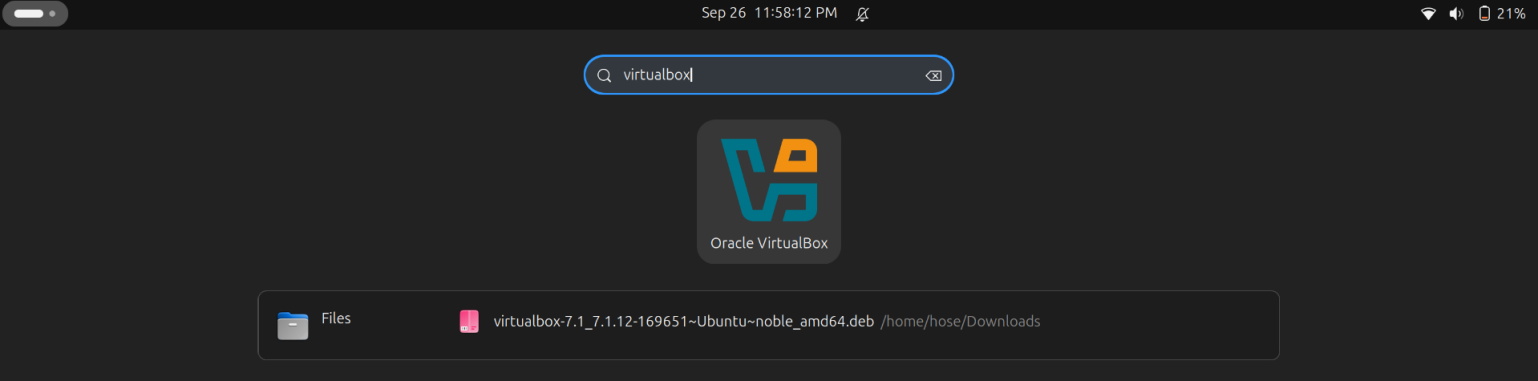 Sep 26 11:58:12 PM
21%
virtualbox
Oracle VirtualBox
Files
virtualbox-7.1_7.1.12-169651~Ubuntu~noble_amd64.deb /home/hose/Downloads